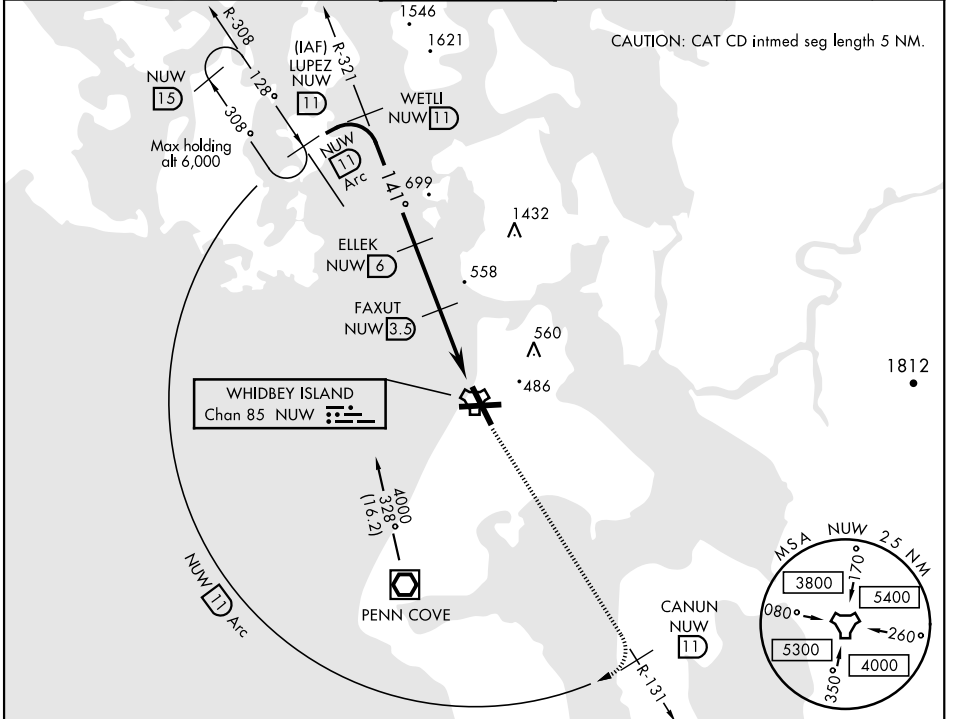 1546
1621
CAUTION: CAT CD intmed seg length 5 NM.
R-308
R-321
(IAF)
LUPEZ
NUW
11
NUW
15
128°
308°
Max holding
alt 6,000
WETLI
NUW 11
NUW
11
Arc
141°
699
1432
ELLEK
NUW 6
558
FAXUT
NUW 3.5
560
486
1812
WHIDBEY ISLAND
Chan 85 NUW
4000
328°
(16.2)
PENN COVE
NUW 11 Arc
CANUN
NUW
11
R-131
MSA NUW 25 NM
3800
170°
5400
080°
260°
5300
350°
4000